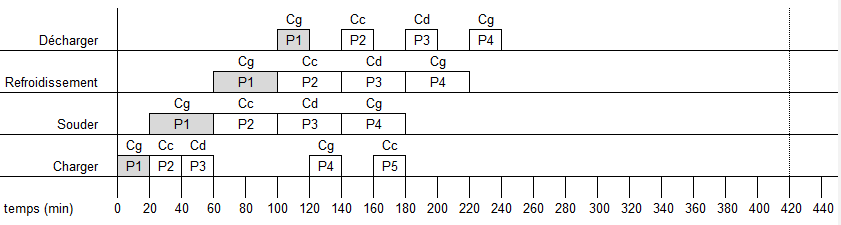 Cg Cc Cd Cg
Décharger P1 P2 P3 P4
Cg Cc Cd Cg
Refroidissement P1 P2 P3 P4
Cg Cc Cd Cg
Souder P1 P2 P3 P4
Cg Cc Cd Cg Cc
Charger P1 P2 P3 P4 P5
temps (min) 0 20 40 60 80 100 120 140 160 180 200 220 240 260 280 300 320 340 360 380 400 420 440